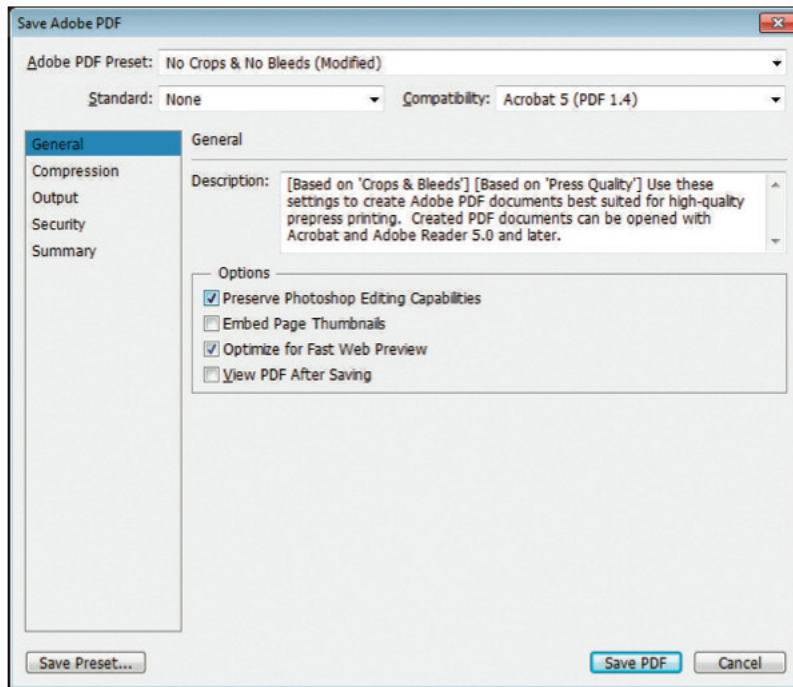 Save Adobe PDF
Adobe PDF Preset: No Crops & No Bleeds (Modified)
Standard: None Compatibility: Acrobat 5 (PDF 1.4)
General
Compression
Output
Security
Summary
General
Description: [Based on 'Crops & Bleeds'] [Based on 'Press Quality'] Use these
settings to create Adobe PDF documents best suited for high-quality
prepress printing. Created PDF documents can be opened with
Acrobat and Adobe Reader 5.0 and later.
Options
Preserve Photoshop Editing Capabilities
Embed Page Thumbnails
Optimize for Fast Web Preview
View PDF After Saving
Save Preset... Save PDF Cancel